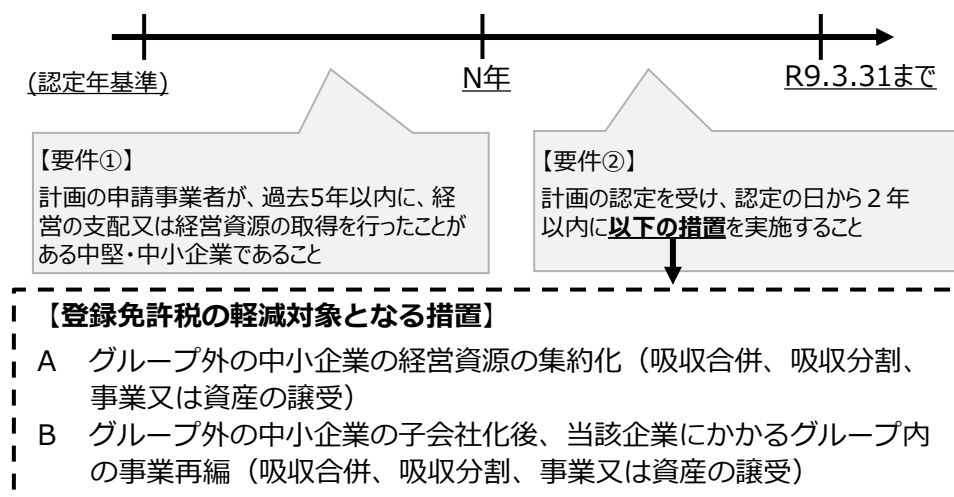 (認定年基準)
N年
R9.3.31まで
【要件①】
計画の申請事業者が、過去5年以内に、経
営の支配又は経営資源の取得を行ったことが
ある中堅・中小企業であること
【要件②】
計画の認定を受け、認定の日から2年
以内に以下の措置を実施すること
【登録免許税の軽減対象となる措置】
A グループ外の中小企業の経営資源の集約化（吸収合併、吸収分割、
事業又は資産の譲受）
B グループ外の中小企業の子会社化後、当該企業にかかるグループ内
の事業再編（吸収合併、吸収分割、事業又は資産の譲受）